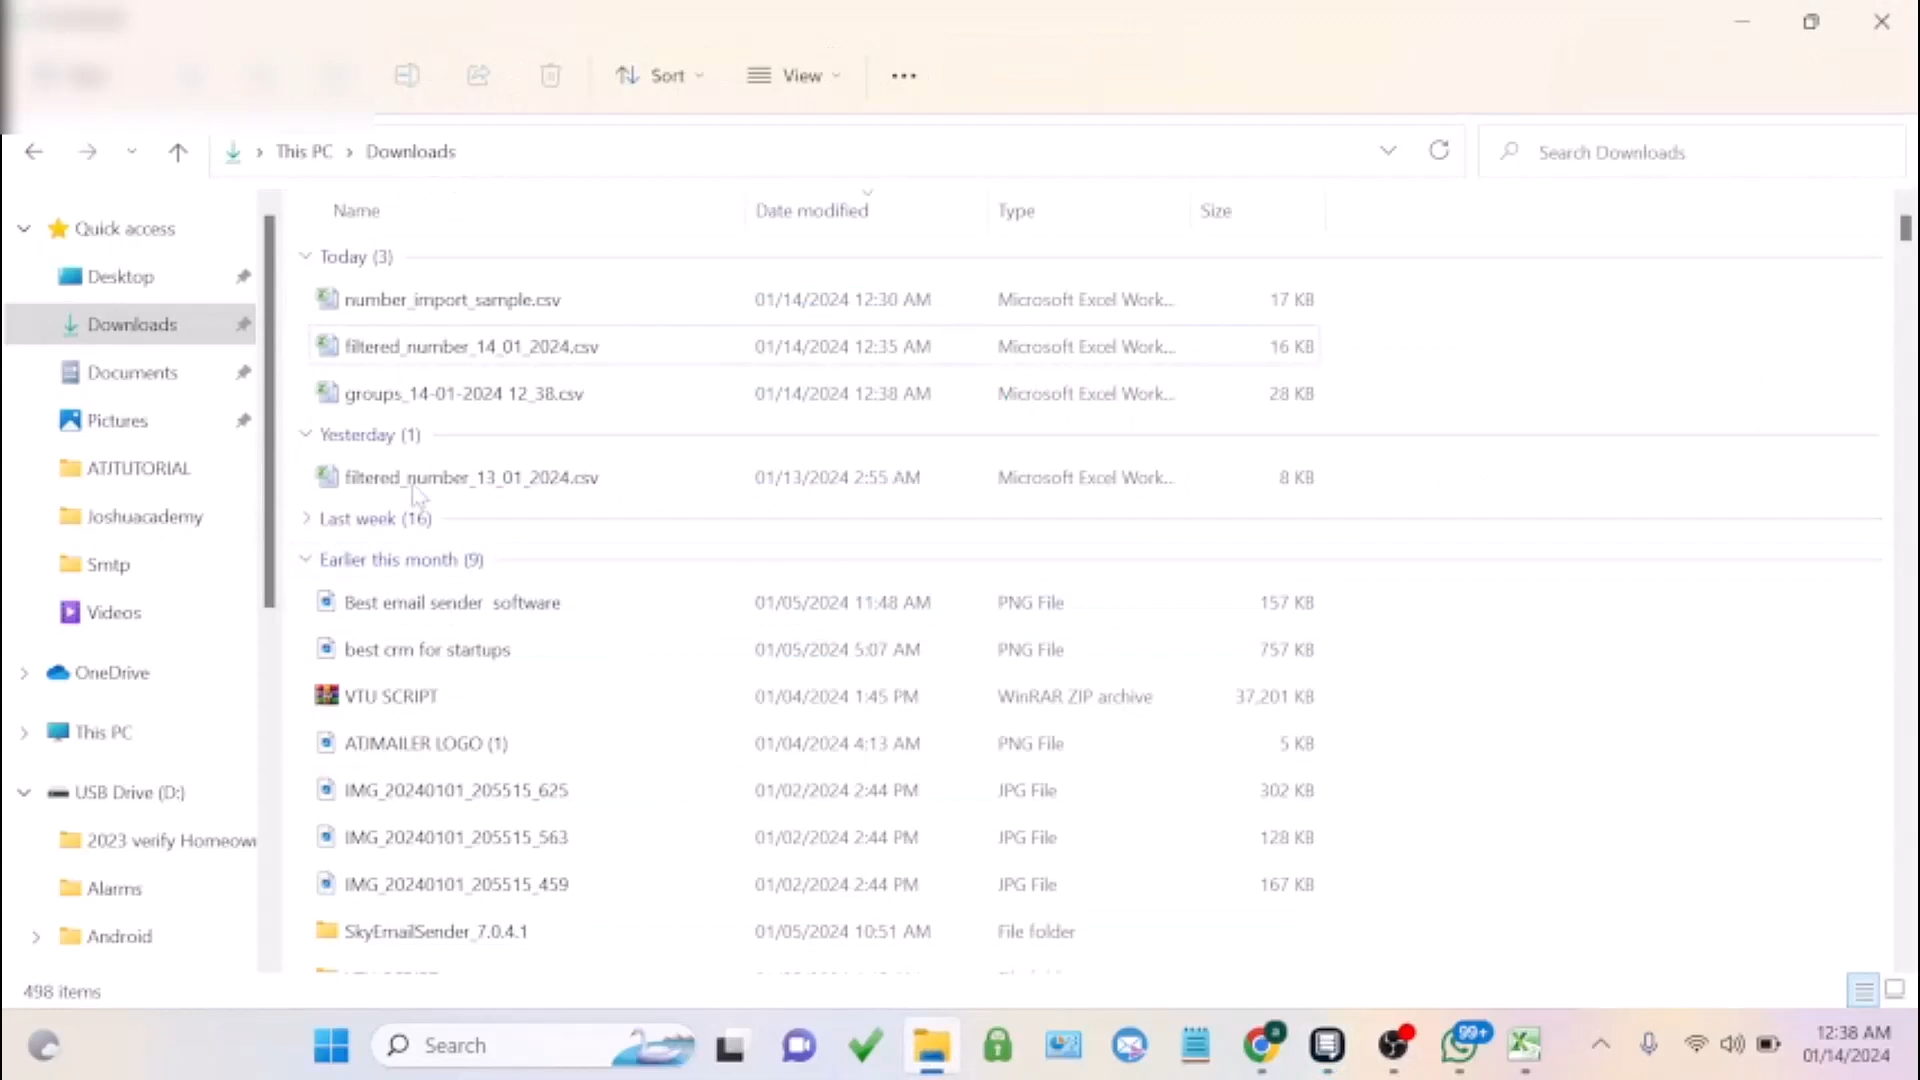 Sort
View
This PC
Downloads
Search Downloads
Name
Date modified
Type
Size
Quick access
Desktop
Downloads
Documents
Pictures
ATJTUTORIAL
Joshuacademy
Smtp
Videos
OneDrive
This PC
USB Drive (D:)
2023 verify Homeow
Alarms
Android
Today (3)
number_import_sample.csv 01/14/2024 12:30 AM Microsoft Excel Work... 17 KB
filtered_number_14_01_2024.csv 01/14/2024 12:35 AM Microsoft Excel Work... 16 KB
groups_14-01-2024 12_38.csv 01/14/2024 12:38 AM Microsoft Excel Work... 28 KB
Yesterday (1)
filtered_number_13_01_2024.csv 01/13/2024 2:55 AM Microsoft Excel Work... 8 KB
Last week (16)
Earlier this month (9)
Best email sender software 01/05/2024 11:48 AM PNG File 157 KB
best crm for startups 01/05/2024 5:07 AM PNG File 757 KB
VTU SCRIPT 01/04/2024 1:45 PM WinRAR ZIP archive 37,201 KB
ATJMAILER LOGO (1) 01/04/2024 4:13 AM PNG File 5 KB
IMG_20240101_205515_625 01/02/2024 2:44 PM JPG File 302 KB
IMG_20240101_205515_563 01/02/2024 2:44 PM JPG File 128 KB
IMG_20240101_205515_459 01/02/2024 2:44 PM JPG File 167 KB
SkyEmailSender_7.0.4.1 01/05/2024 10:51 AM File folder
498 items
Search
99+
12:38 AM
01/14/2024